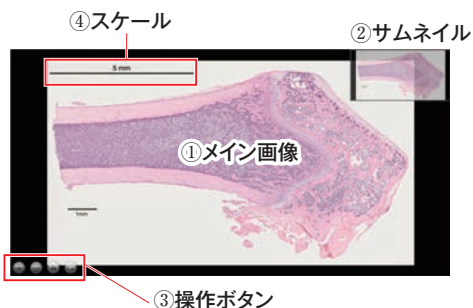 ④スケール
②サムネイル
5 mm
①メイン画像
1mm
③操作ボタン